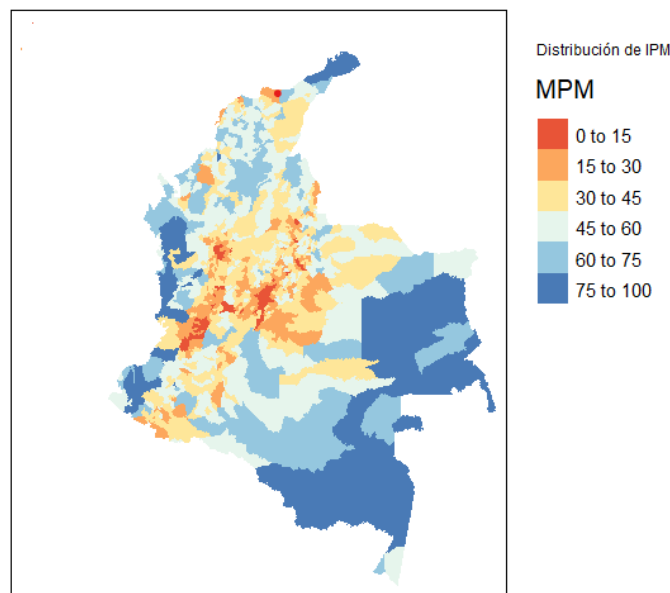 Distribución de IPM
MPM
0 to 15
15 to 30
30 to 45
45 to 60
60 to 75
75 to 100